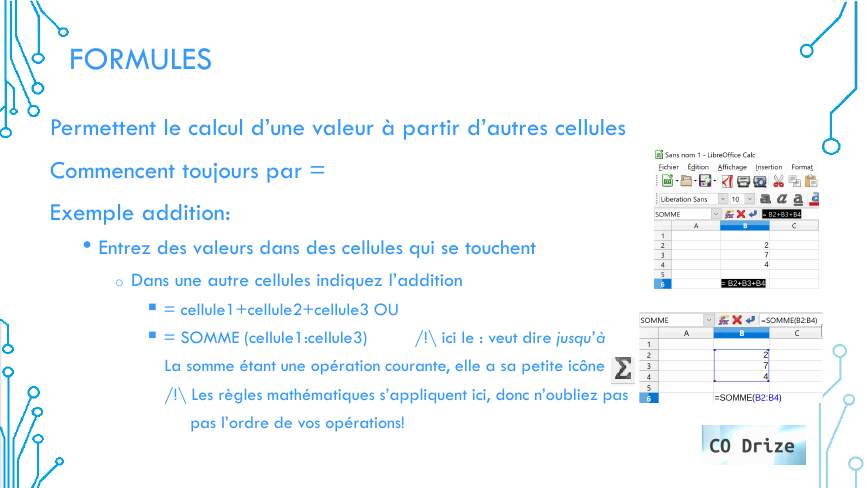 FORMULES
Permettent le calcul d'une valeur à partir d'autres cellules
Commencent toujours par =
Exemple addition:
• Entrez des valeurs dans des cellules qui se touchent
o Dans une autre cellules indiquez l'addition
▪ = cellule1+cellule2+cellule3 OU
▪ = SOMME (cellule1:cellule3) /!\ ici le : veut dire jusqu'à
La somme étant une opération courante, elle a sa petite icône Σ
/!\ Les règles mathématiques s'appliquent ici, donc n'oubliez pas
pas l'ordre de vos opérations!
Sans nom 1 - LibreOffice Calc
Fichier Édition Affichage Insertion Format
Liberation Sans 10 a a a a
SOMME = B2+B3+B4
A B C
1
2 2
3 7
4 4
5
6 = B2+B3+B4
SOMME =SOMME(B2:B4)
A B C
1
2 2
3 7
4 4
5
6 =SOMME(B2:B4)
CO Drize